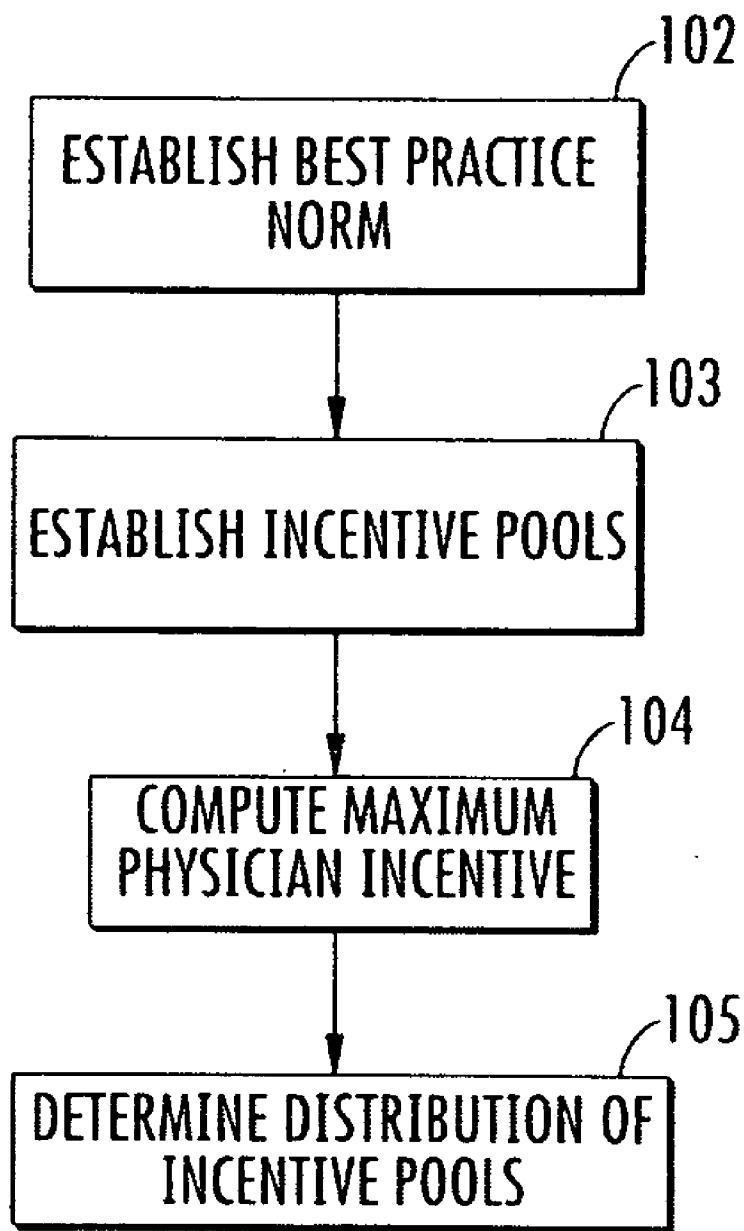 102
ESTABLISH BEST PRACTICE
NORM
103
ESTABLISH INCENTIVE POOLS
104
COMPUTE MAXIMUM
PHYSICIAN INCENTIVE
105
DETERMINE DISTRIBUTION OF
INCENTIVE POOLS